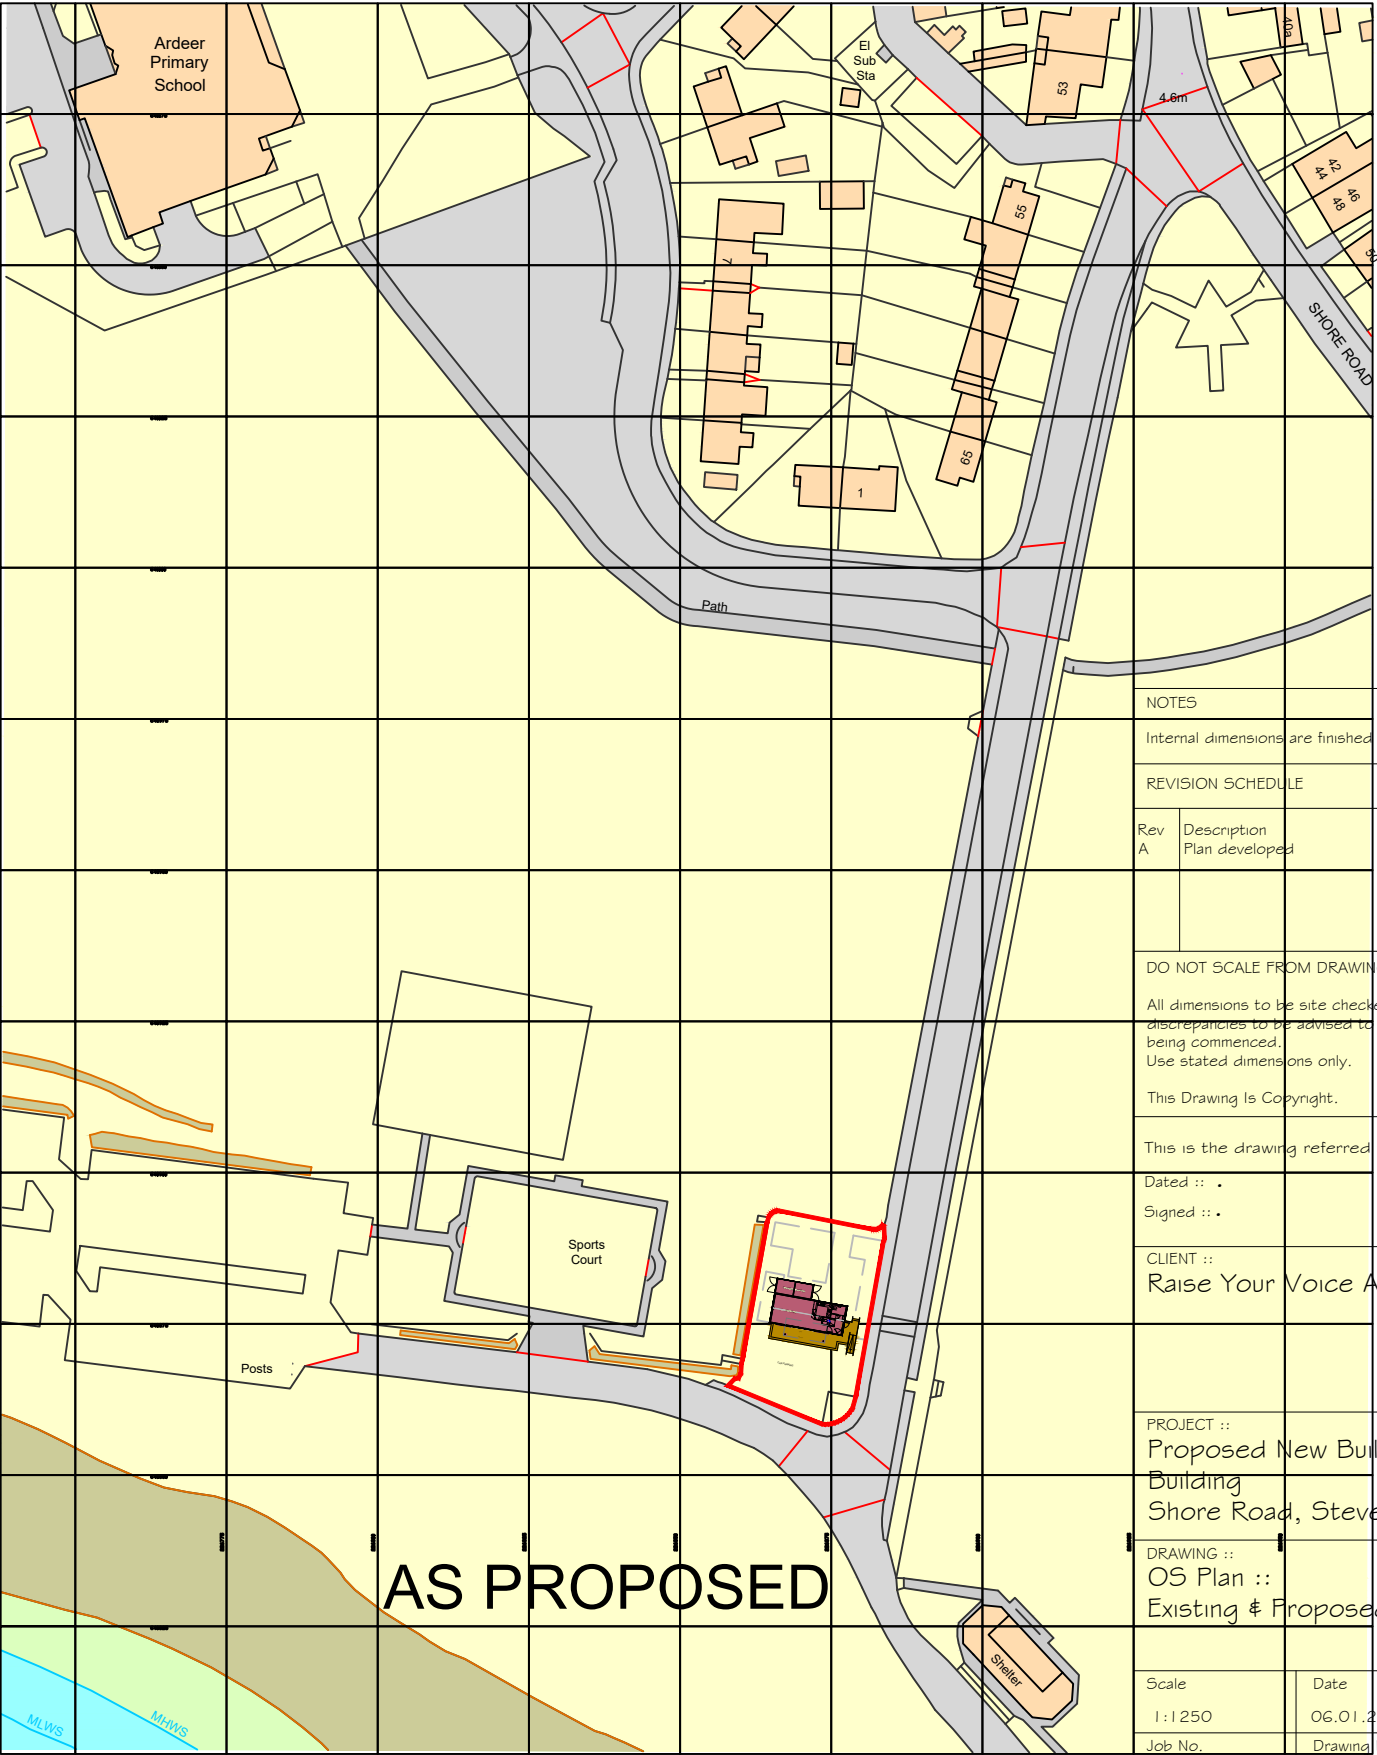 Ardeer
Primary
School
El
Sub
Sta
53
40a
4.6m
42
44
46
48
50
55
7
SHORE ROAD
65
1
Path
NOTES
Internal dimensions are finished
REVISION SCHEDULE
Rev Description
A Plan developed
DO NOT SCALE FROM DRAWIN
All dimensions to be site checke
discrepancies to be advised to
being commenced.
Use stated dimensions only.
This Drawing Is Copyright.
This is the drawing referred
Dated :: .
Signed :: .
CLIENT ::
Raise Your Voice A
Sports
Court
Posts
PROJECT ::
Proposed New Buil
Building
Shore Road, Steve
DRAWING ::
OS Plan ::
Existing & Propose
AS PROPOSED
Shelter
MLWS
MHWS
Scale Date
1:1250 06.01.2
Job No. Drawing